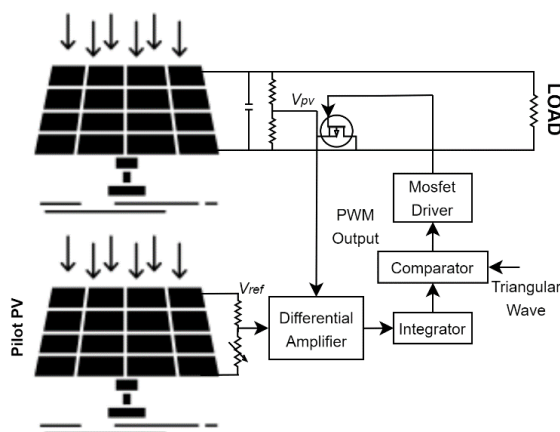 Vpv
LOAD
Mosfet
Driver
PWM
Output
Comparator
Triangular
Wave
Pilot PV
Vref
Differential
Amplifier
Integrator